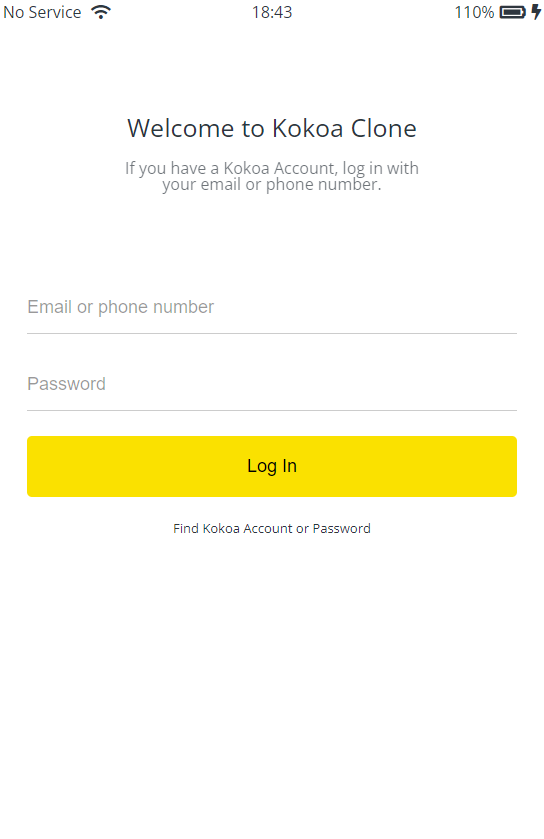 No Service 18:43 110%
Welcome to Kokoa Clone
If you have a Kokoa Account, log in with
your email or phone number.
Email or phone number
Password
Log In
Find Kokoa Account or Password